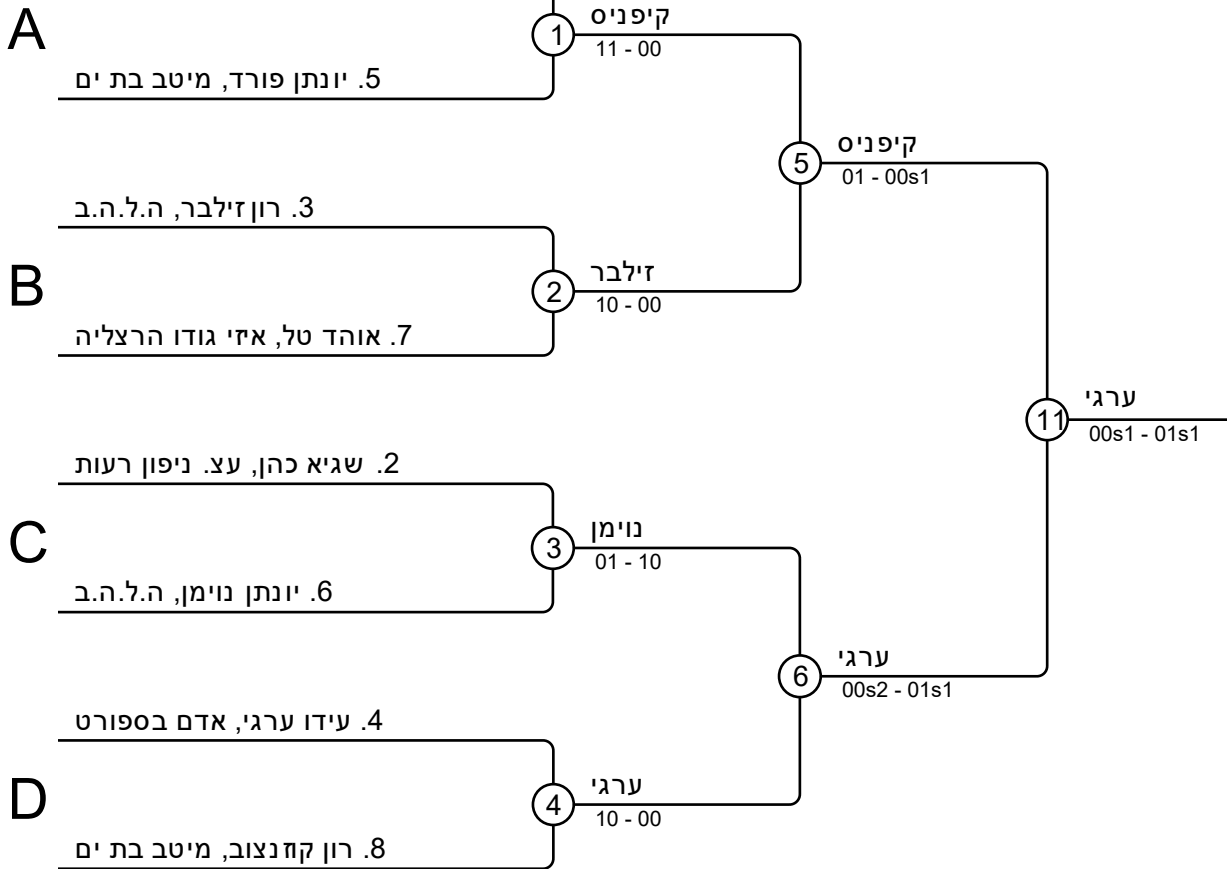 A
1
קיפניס
11 - 00
5. יונתן פורד, מיטב בת ים
5
קיפניס
01 - 00s1
3. רון זילבר, ה.ל.ה.ב
B
2
זילבר
10 - 00
7. אוהד טל, איזי גודו הרצליה
11
ערגי
00s1 - 01s1
2. שגיא כהן, עצ. ניפון רעות
C
3
נוימן
01 - 10
6. יונתן נוימן, ה.ל.ה.ב
6
ערגי
00s2 - 01s1
4. עידו ערגי, אדם בספורט
D
4
ערגי
10 - 00
8. רון קוזנצוב, מיטב בת ים